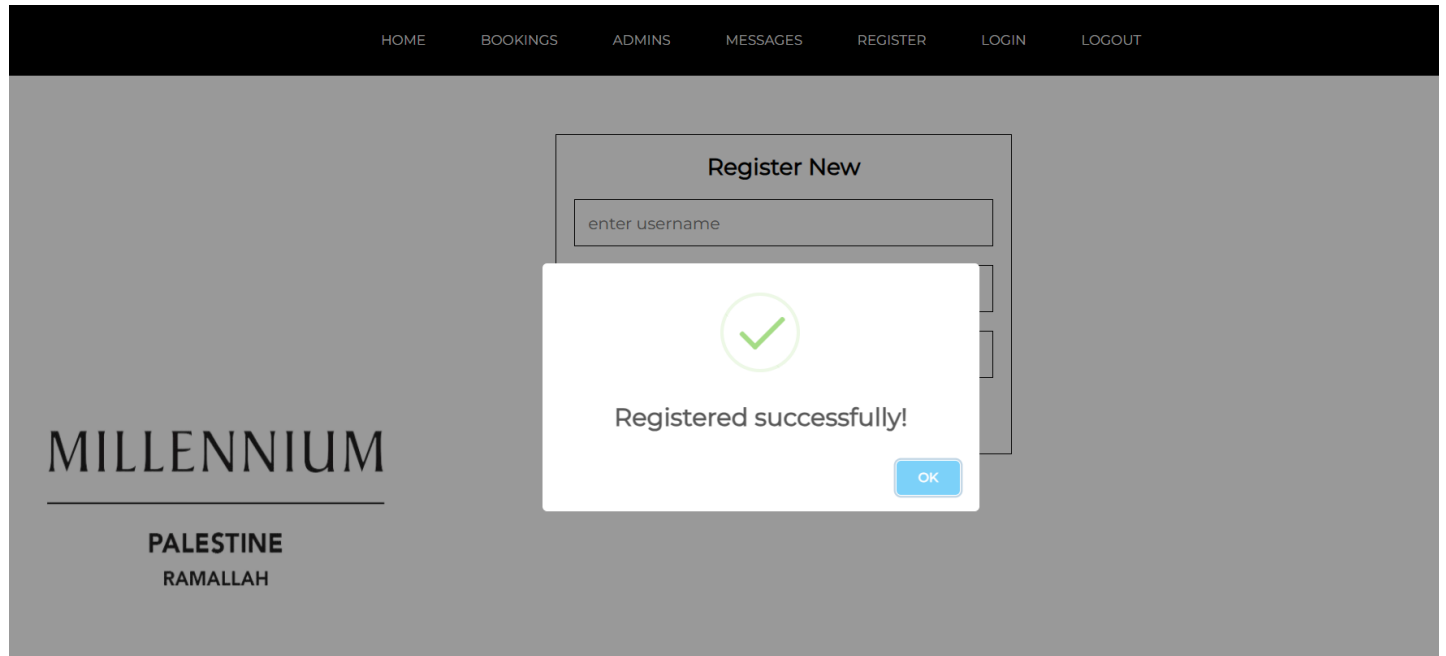 HOME BOOKINGS ADMINS MESSAGES REGISTER LOGIN LOGOUT
Register New
enter username
Registered successfully!
OK
MILLENNIUM
PALESTINE
RAMALLAH